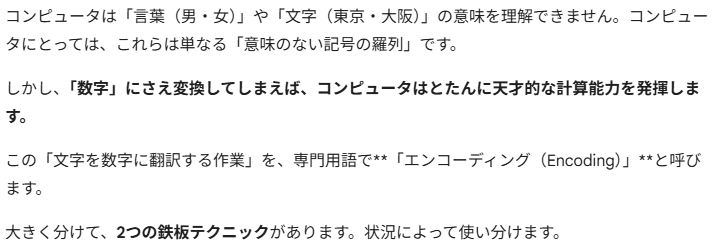 コンピュータは「言葉（男・女）」や「文字（東京・大阪）」の意味を理解できません。コンピュー
タにとっては、これらは単なる「意味のない記号の羅列」です。
しかし、「数字」にさえ変換してしまえば、コンピュータはとたんに天才的な計算能力を発揮しま
す。
この「文字を数字に翻訳する作業」を、専門用語で**「エンコーディング（Encoding）」**と呼び
ます。
大きく分けて、2つの鉄板テクニックがあります。状況によって使い分けます。